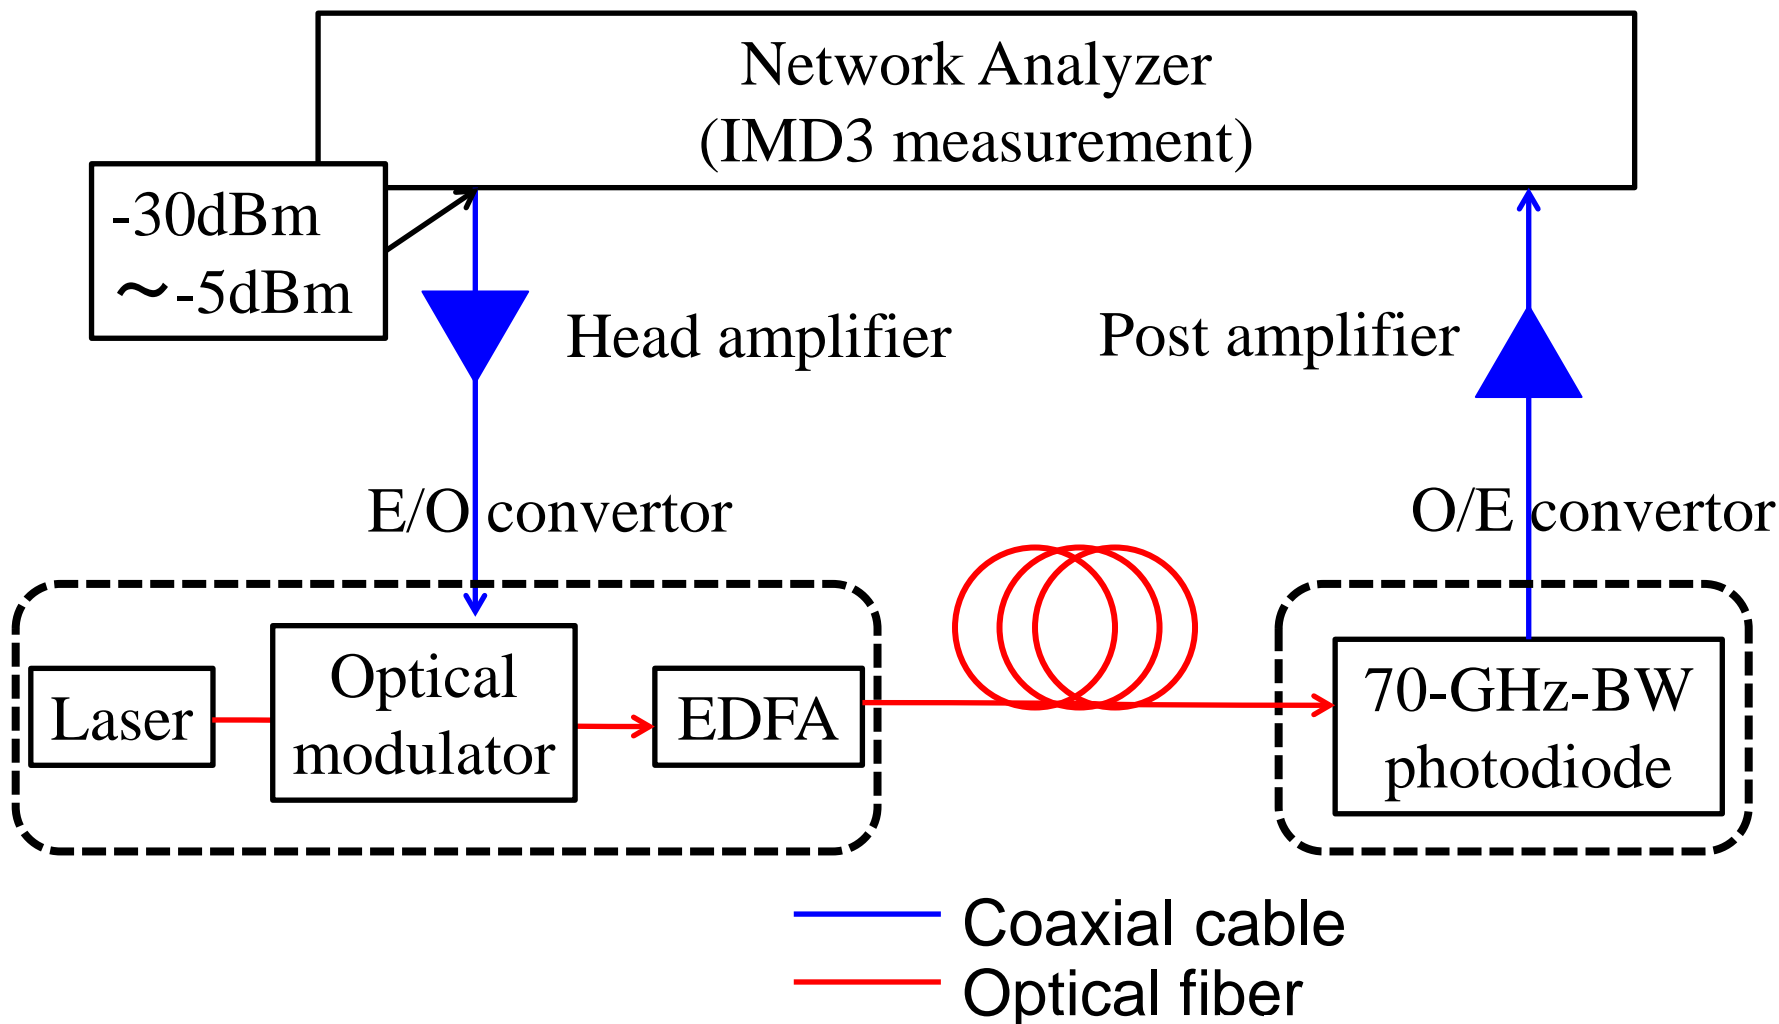 Network Analyzer
(IMD3 measurement)
-30dBm
～-5dBm
Head amplifier
Post amplifier
E/O convertor
O/E convertor
Laser
Optical
modulator
EDFA
70-GHz-BW
photodiode
Coaxial cable
Optical fiber